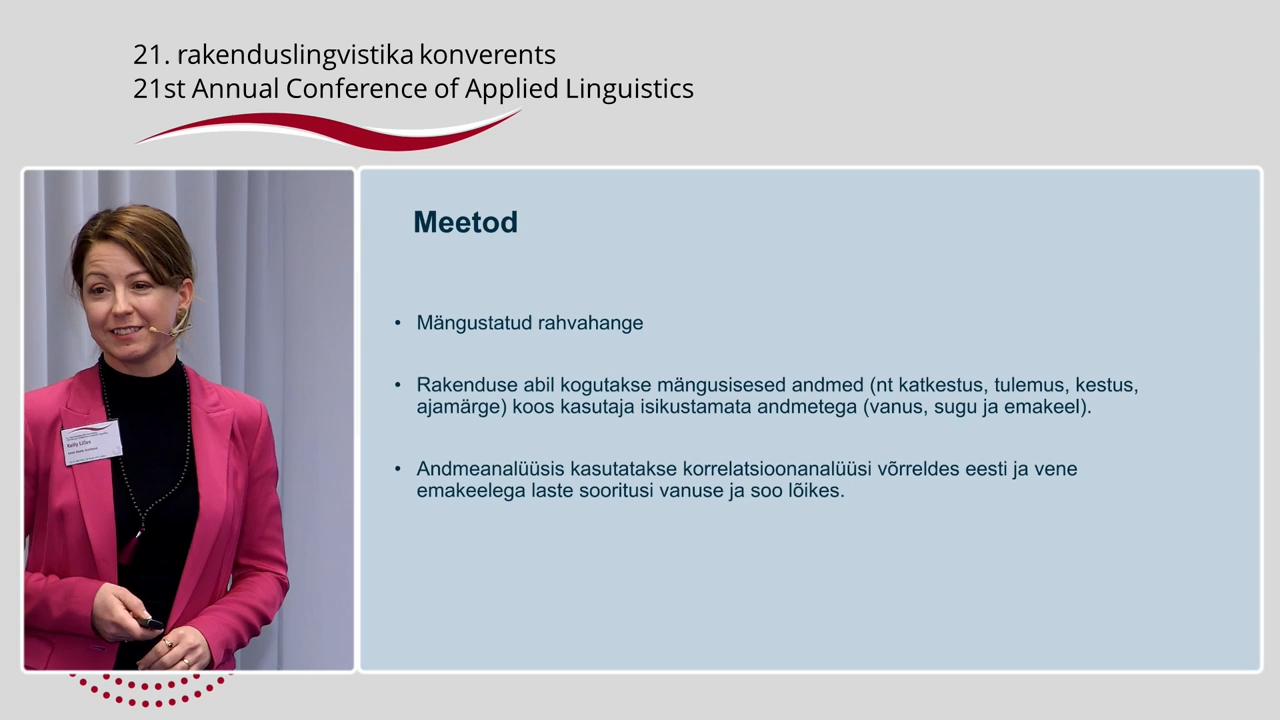 21. rakenduslingvistika konverents
21st Annual Conference of Applied Linguistics
Meetod
• Mängustatud rahvahange
• Rakenduse abil kogutakse mängusisesed andmed (nt katkestus, tulemus, kestus,
ajamärge) koos kasutaja isikustamata andmetega (vanus, sugu ja emakeel).
• Andmeanalüüsis kasutatakse korrelatsioonanalüüsi võrreldes eesti ja vene
emakeelega laste sooritusi vanuse ja soo lõikes.